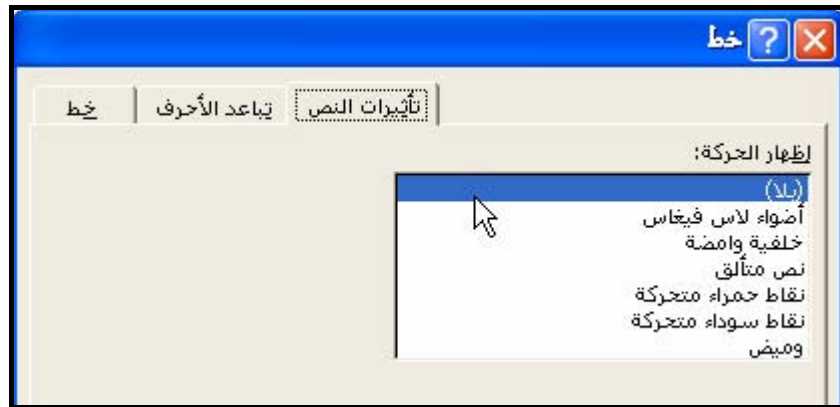 خط
خط تباعد الأحرف تأثيرات النص
إظهار الحركة:
(بلا)
أضواء لاس فيغاس
خلفية وامضة
نص متألق
نقاط حمراء متحركة
نقاط سوداء متحركة
وميض